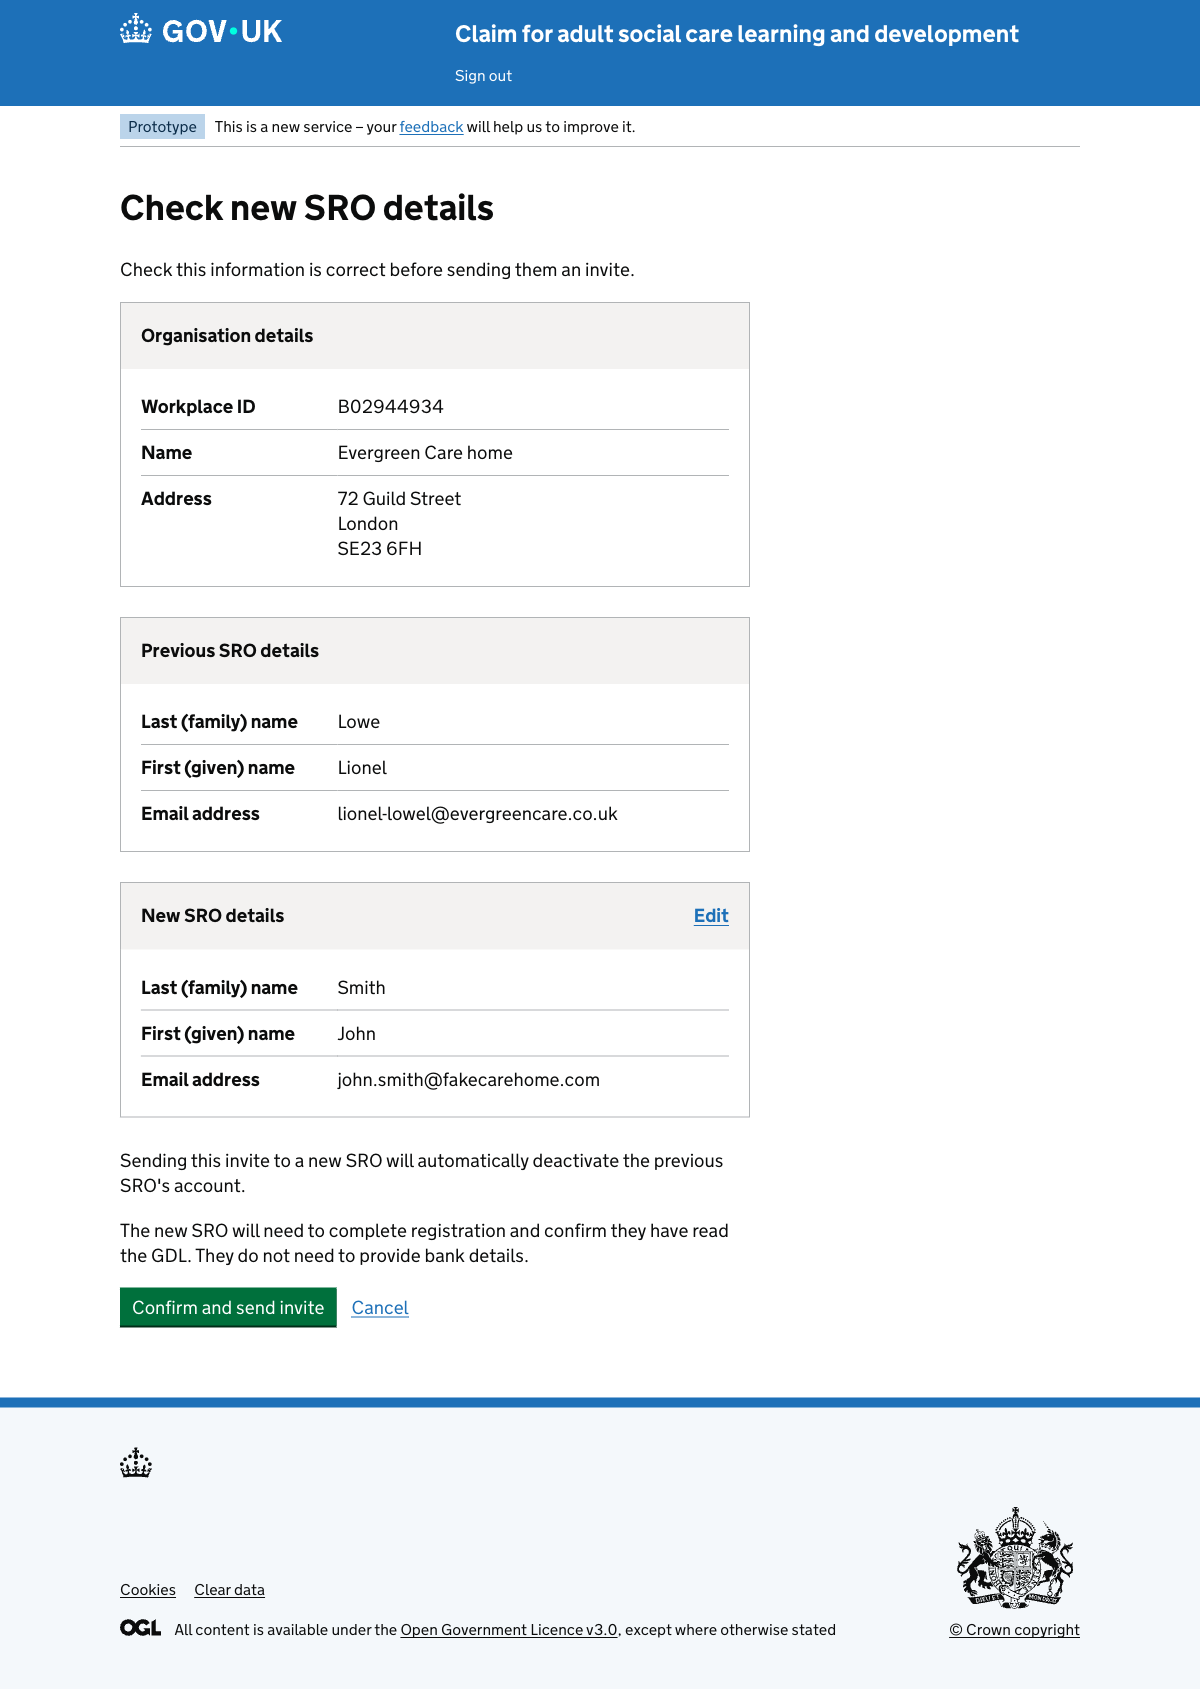 GOV·UK
Claim for adult social care learning and development
Sign out
Prototype This is a new service – your feedback will help us to improve it.
Check new SRO details
Check this information is correct before sending them an invite.
Organisation details
Workplace ID B02944934
Name Evergreen Care home
Address 72 Guild Street
London
SE23 6FH
Previous SRO details
Last (family) name Lowe
First (given) name Lionel
Email address lionel-lowel@evergreencare.co.uk
New SRO details Edit
Last (family) name Smith
First (given) name John
Email address john.smith@fakecarehome.com
Sending this invite to a new SRO will automatically deactivate the previous
SRO's account.
The new SRO will need to complete registration and confirm they have read
the GDL. They do not need to provide bank details.
Confirm and send invite Cancel
Cookies Clear data
OGL All content is available under the Open Government Licence v3.0, except where otherwise stated
© Crown copyright